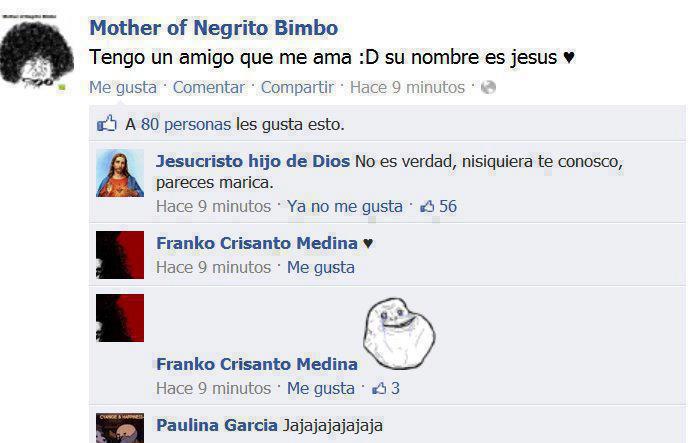 Mother of Negrito Bimbo
Mother of Negrito Bimbo
Tengo un amigo que me ama :D su nombre es jesus ♥
Me gusta · Comentar · Compartir · Hace 9 minutos ·
A 80 personas les gusta esto.
Jesucristo hijo de Dios No es verdad, nisiquiera te conosco,
pareces marica.
Hace 9 minutos · Ya no me gusta · 56
Franko Crisanto Medina ♥
Hace 9 minutos · Me gusta
Franko Crisanto Medina
Hace 9 minutos · Me gusta · 3
CYANIDE & HAPPINESS
Paulina Garcia Jajajajajajaja